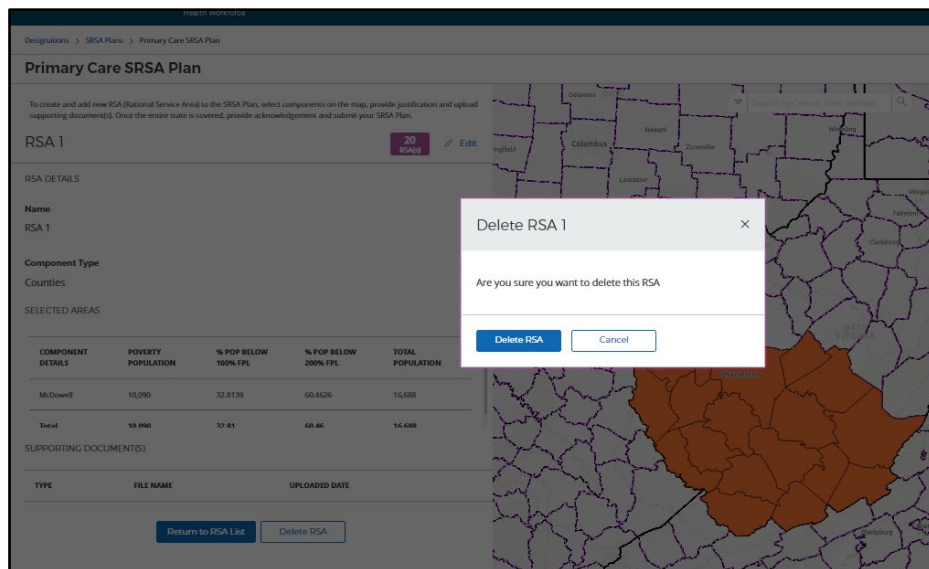 Health Workforce
Designations > SRSA Plans > Primary Care SRSA Plan
Primary Care SRSA Plan
To create and add new RSA (Rational Service Area) to the SRSA Plan, select components on the map, provide justification and upload
supporting document(s). Once the entire state is covered, provide acknowledgement and submit your SRSA Plan.
RSA 1
20
RSA(s)
Edit
RSA DETAILS
Name
RSA 1
Component Type
Counties
SELECTED AREAS
COMPONENT DETAILS POVERTY POPULATION % POP BELOW 100% FPL % POP BELOW 200% FPL TOTAL POPULATION
McDowell 10,090 32.8139 60.4626 16,688
Total 10,090 32.81 60.46 16,688
SUPPORTING DOCUMENT(S)
TYPE FILE NAME UPLOADED DATE
Return to RSA List Delete RSA
Delete RSA 1 ×
Are you sure you want to delete this RSA
Delete RSA Cancel
Search by Census tract number
Delaware
Columbus
Newark
Zanesville
Wheeling
Lancaster
Fairmont
Clarksburg
WEST
VIRGINIA
Charleston
Blacksburg